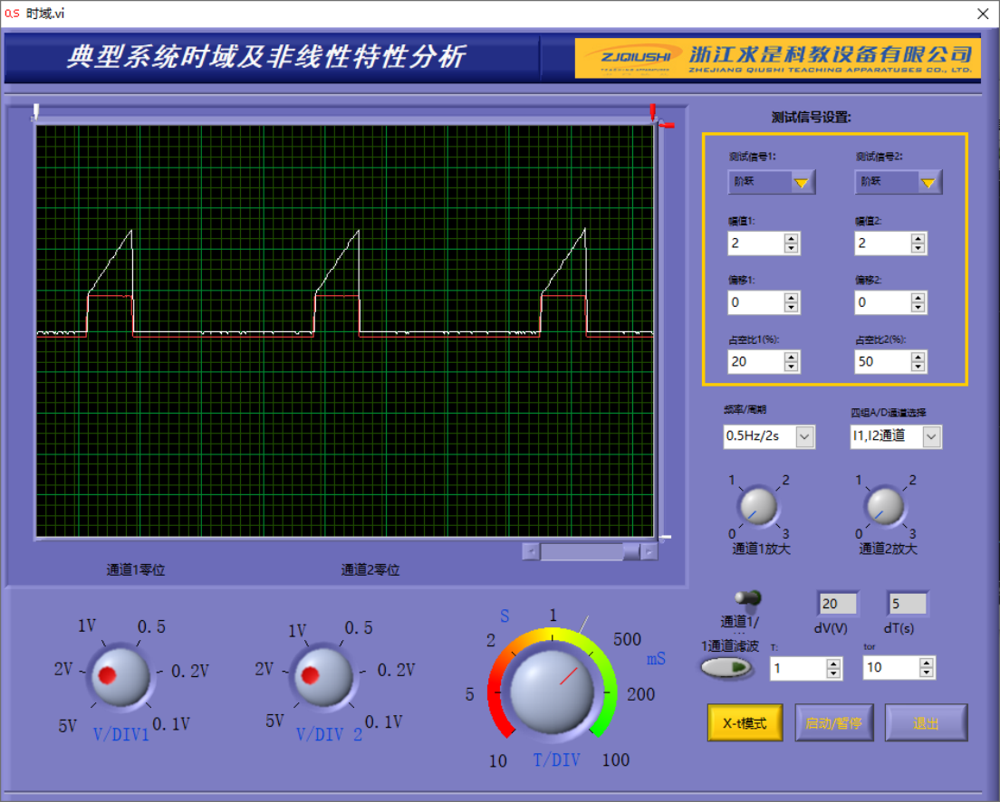 0.5 时域.vi
典型系统时域及非线性特性分析
ZJQIUSHI
浙江求是科教设备有限公司
ZHEJIANG QIUSHI TEACHING APPARATUSES CO., LTD.
测试信号设置:
测试信号1: 测试信号2:
阶跃 阶跃
幅值1: 幅值2:
2 2
偏移1: 偏移2:
0 0
占空比1(%): 占空比2(%):
20 50
频率/周期 四组A/D通道选择
0.5Hz/2s I1,I2通道
1 2 1 2
0 3 0 3
通道1放大 通道2放大
通道1零位 通道2零位
20 5
通道1/
dV(V) dT(s)
1通道滤波 T: tor
1 10
X-t模式 启动/暂停 退出
1V 0.5
2V 0.2V
5V 0.1V
V/DIV1
1V 0.5
2V 0.2V
5V 0.1V
V/DIV 2
S 1
2 500
mS
5 200
10 100
T/DIV